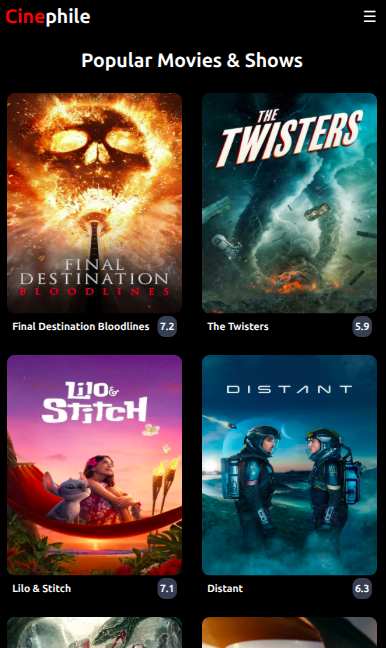 Cinephile
Popular Movies & Shows
FINAL
DESTINATION
BLOODLINES
THE
TWISTERS
Final Destination Bloodlines 7.2
The Twisters 5.9
Lilo &
Stitch
DISTANT
Lilo & Stitch 7.1
Distant 6.3